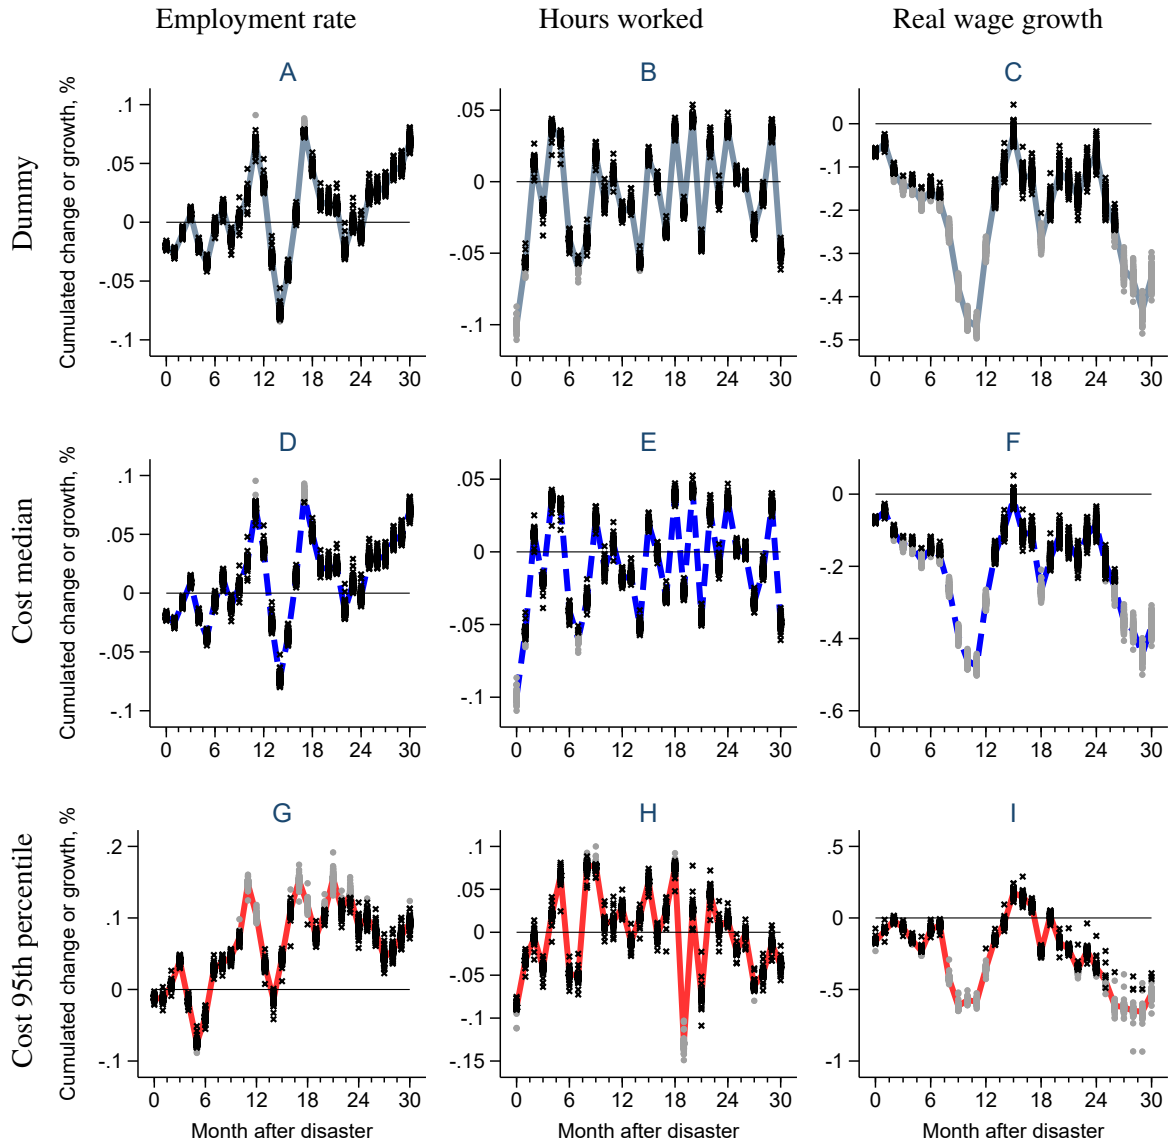 Employment rate Hours worked Real wage growth
Dummy
A
Cumulated change or growth, %
.1
.05
0
-.05
-.1
0 6 12 18 24 30
B
.05
0
-.05
-.1
0 6 12 18 24 30
C
0
-.1
-.2
-.3
-.4
-.5
0 6 12 18 24 30
Cost median
D
Cumulated change or growth, %
.1
.05
0
-.05
-.1
0 6 12 18 24 30
E
.05
0
-.05
-.1
0 6 12 18 24 30
F
0
-.2
-.4
-.6
0 6 12 18 24 30
Cost 95th percentile
G
Cumulated change or growth, %
.2
.1
0
-.1
0 6 12 18 24 30
Month after disaster
H
.1
.05
0
-.05
-.1
-.15
0 6 12 18 24 30
Month after disaster
I
.5
0
-.5
-1
0 6 12 18 24 30
Month after disaster